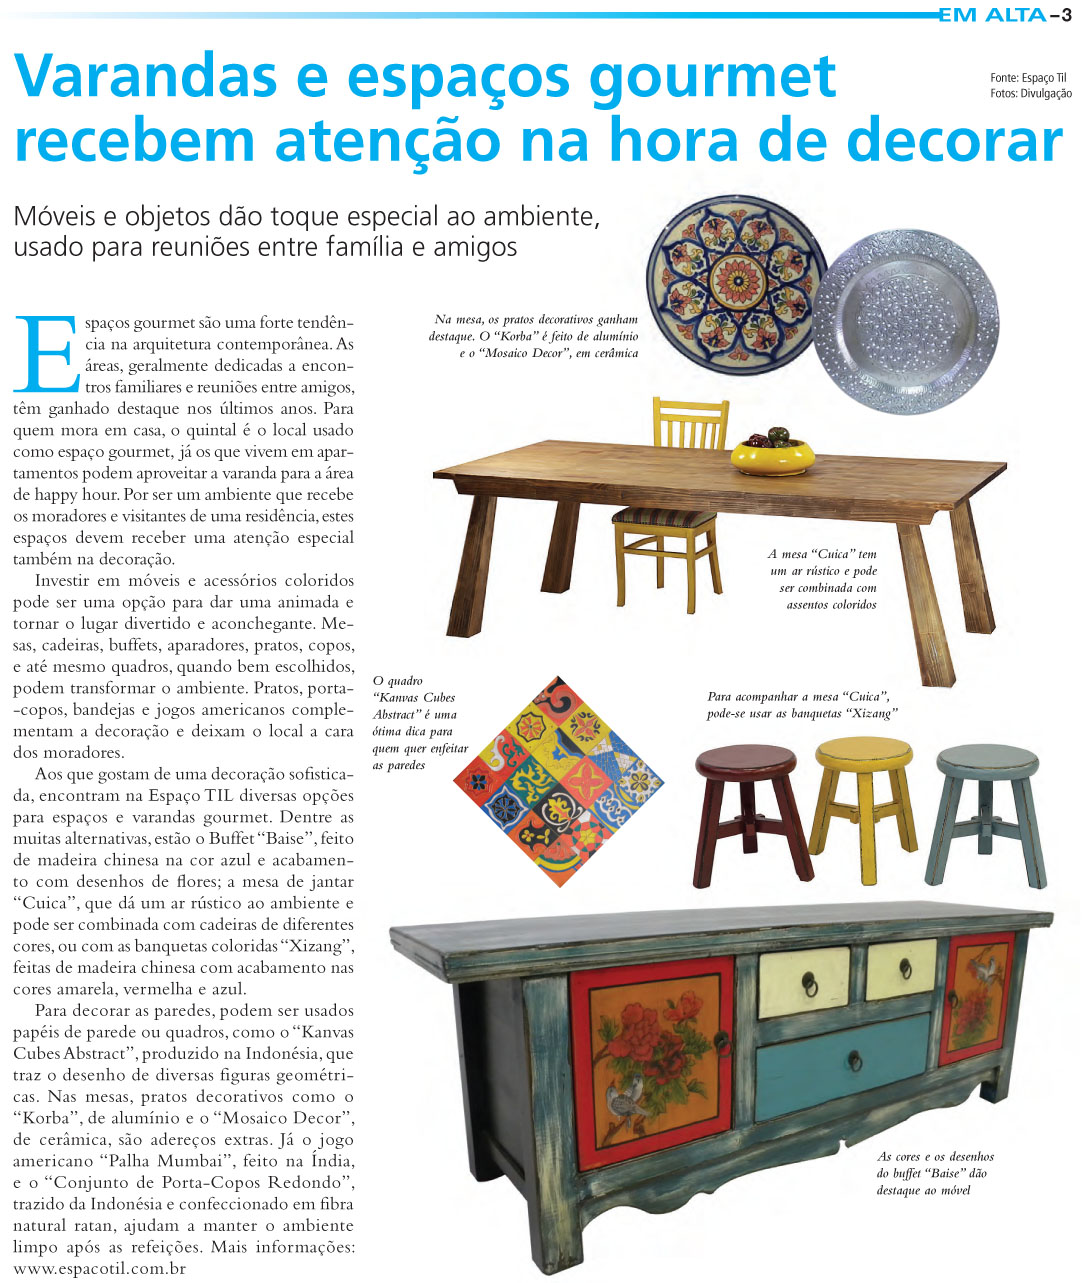 EM ALTA–3
Varandas e espaços gourmet
recebem atenção na hora de decorar
Fonte: Espaço Til
Fotos: Divulgação
Móveis e objetos dão toque especial ao ambiente,
usado para reuniões entre família e amigos
Espaços gourmet são uma forte tendên-
cia na arquitetura contemporânea. As
áreas, geralmente dedicadas a encon-
tros familiares e reuniões entre amigos,
têm ganhado destaque nos últimos anos. Para
quem mora em casa, o quintal é o local usado
como espaço gourmet, já os que vivem em apar-
tamentos podem aproveitar a varanda para a área
de happy hour. Por ser um ambiente que recebe
os moradores e visitantes de uma residência, estes
espaços devem receber uma atenção especial
também na decoração.
Investir em móveis e acessórios coloridos
pode ser uma opção para dar uma animada e
tornar o lugar divertido e aconchegante. Me-
sas, cadeiras, buffets, aparadores, pratos, copos,
e até mesmo quadros, quando bem escolhidos,
podem transformar o ambiente. Pratos, porta-
-copos, bandejas e jogos americanos comple-
mentam a decoração e deixam o local a cara
dos moradores.
Aos que gostam de uma decoração sofistica-
da, encontram na Espaço TIL diversas opções
para espaços e varandas gourmet. Dentre as
muitas alternativas, estão o Buffet “Baise”, feito
de madeira chinesa na cor azul e acabamen-
to com desenhos de flores; a mesa de jantar
“Cuica”, que dá um ar rústico ao ambiente e
pode ser combinada com cadeiras de diferentes
cores, ou com as banquetas coloridas “Xizang”,
feitas de madeira chinesa com acabamento nas
cores amarela, vermelha e azul.
Para decorar as paredes, podem ser usados
papéis de parede ou quadros, como o “Kanvas
Cubes Abstract”, produzido na Indonésia, que
traz o desenho de diversas figuras geométri-
cas. Nas mesas, pratos decorativos como o
“Korba”, de alumínio e o “Mosaico Decor”,
de cerâmica, são adereços extras. Já o jogo
americano “Palha Mumbai”, feito na Índia,
e o “Conjunto de Porta-Copos Redondo”,
trazido da Indonésia e confeccionado em fibra
natural ratan, ajudam a manter o ambiente
limpo após as refeições. Mais informações:
www.espacotil.com.br
Na mesa, os pratos decorativos ganham
destaque. O “Korba” é feito de alumínio
e o “Mosaico Decor”, em cerâmica
A mesa “Cuica” tem
um ar rústico e pode
ser combinada com
assentos coloridos
O quadro
“Kanvas Cubes
Abstract” é uma
ótima dica para
quem quer enfeitar
as paredes
Para acompanhar a mesa “Cuica”,
pode-se usar as banquetas “Xizang”
As cores e os desenhos
do buffet “Baise” dão
destaque ao móvel